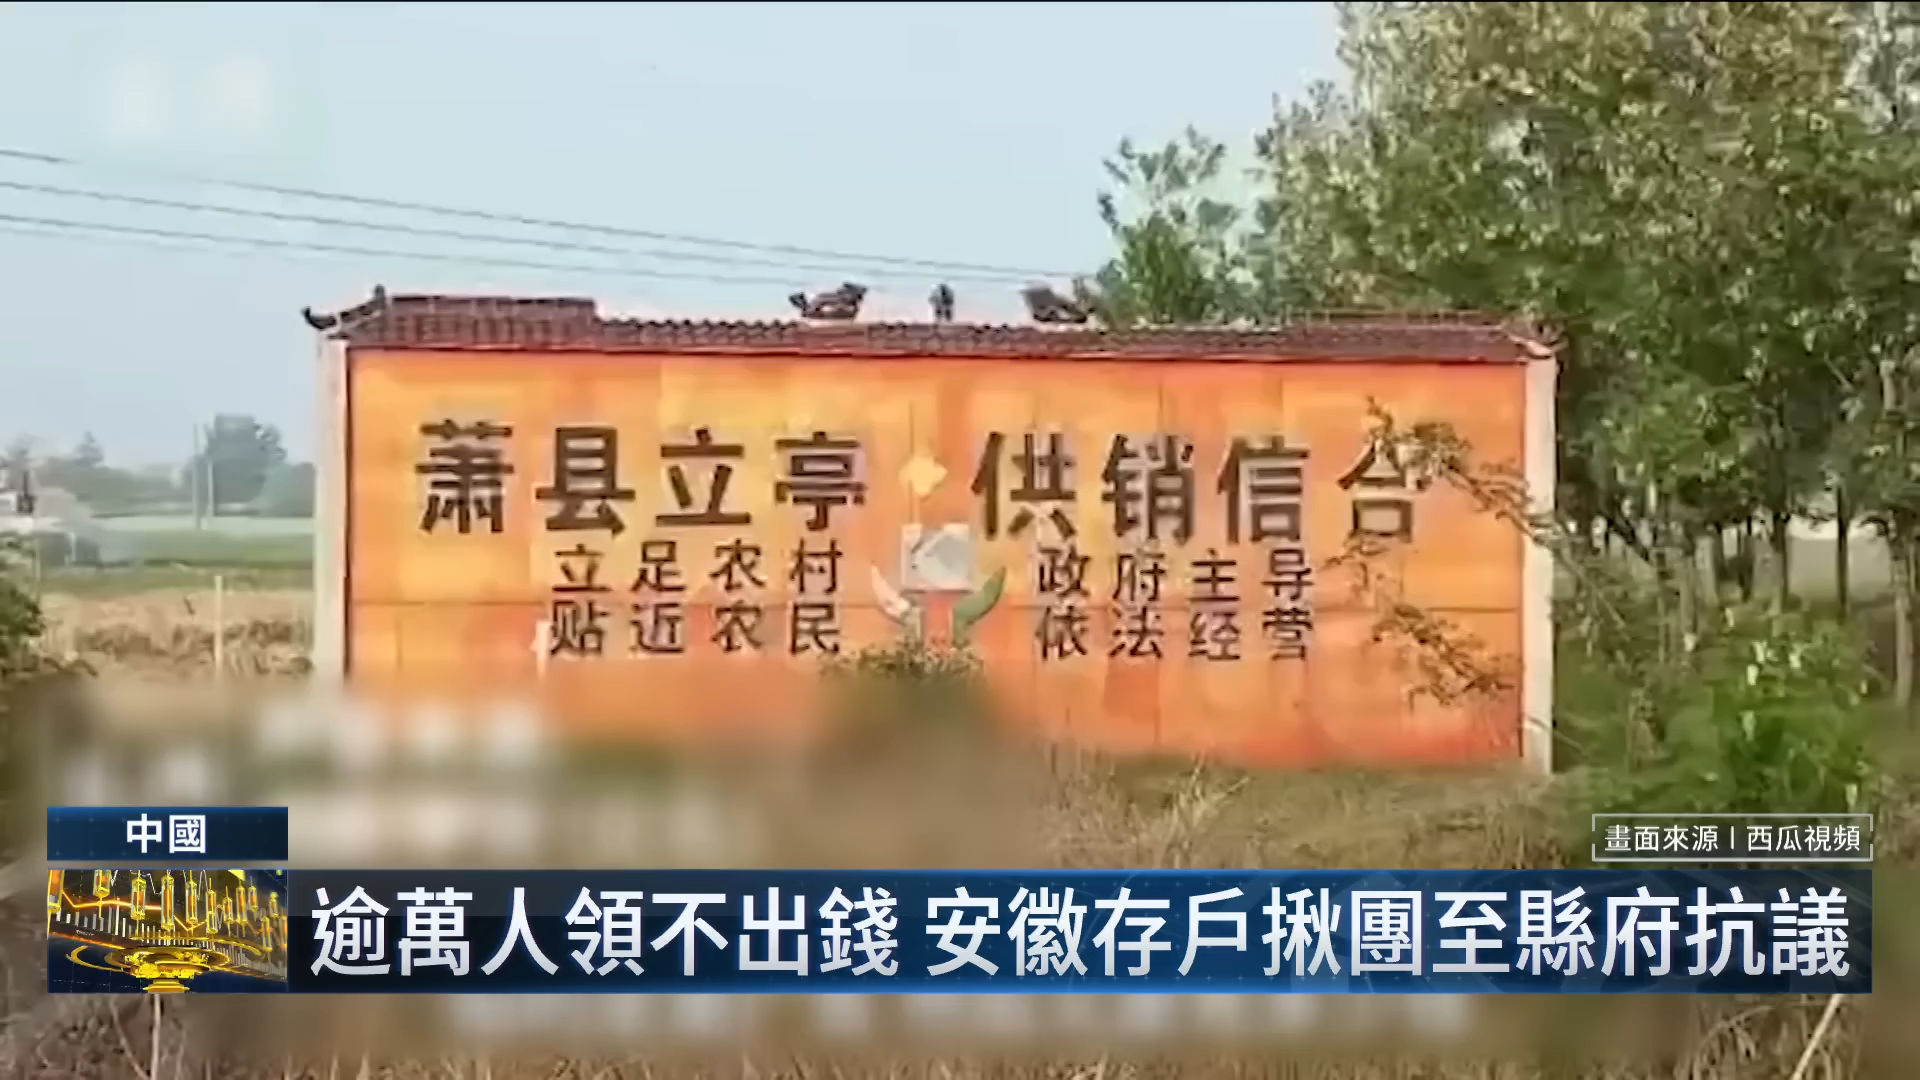 萧县立亭 供销信合
立足农村 政府主导
贴近农民 依法经营
中國
畫面來源 | 西瓜視頻
逾萬人領不出錢 安徽存戶揪團至縣府抗議